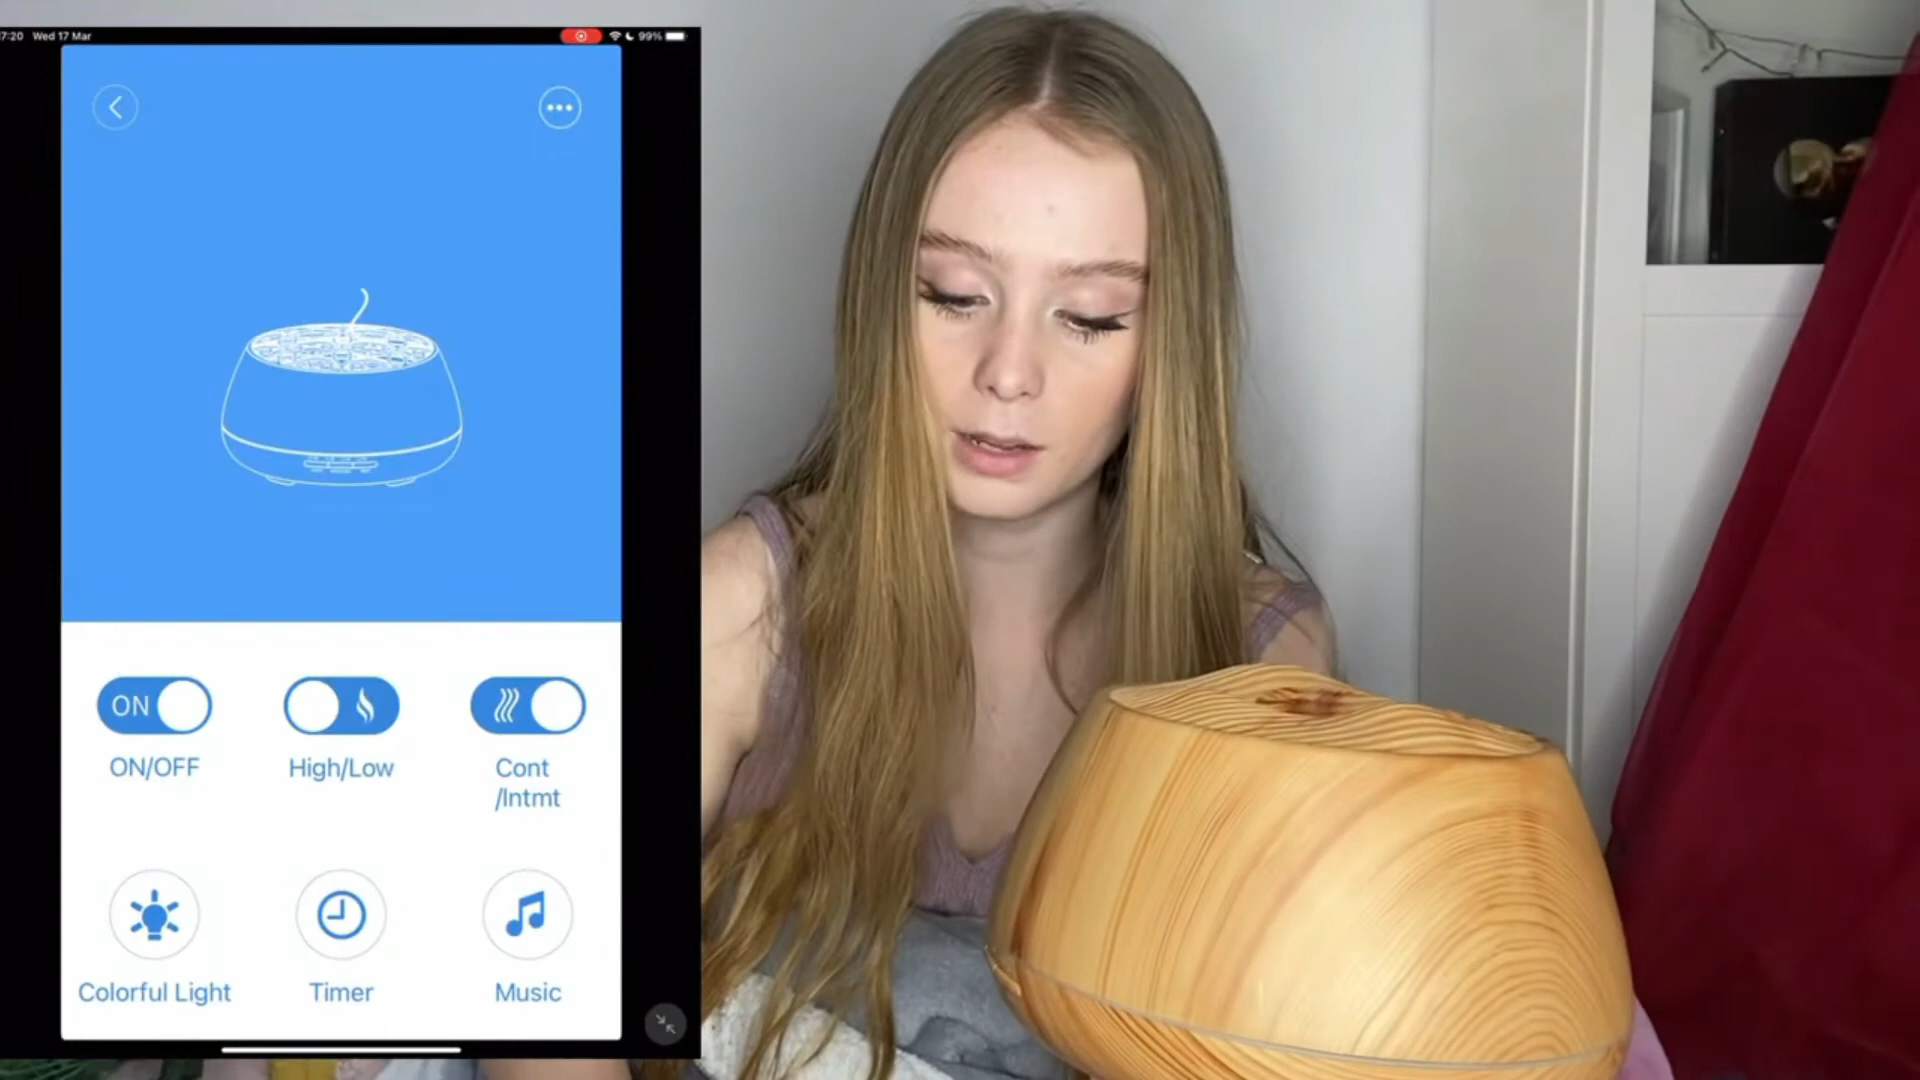 7:20 Wed 17 Mar 99%
ON
ON/OFF
High/Low
Cont
/Intmt
Colorful Light
Timer
Music